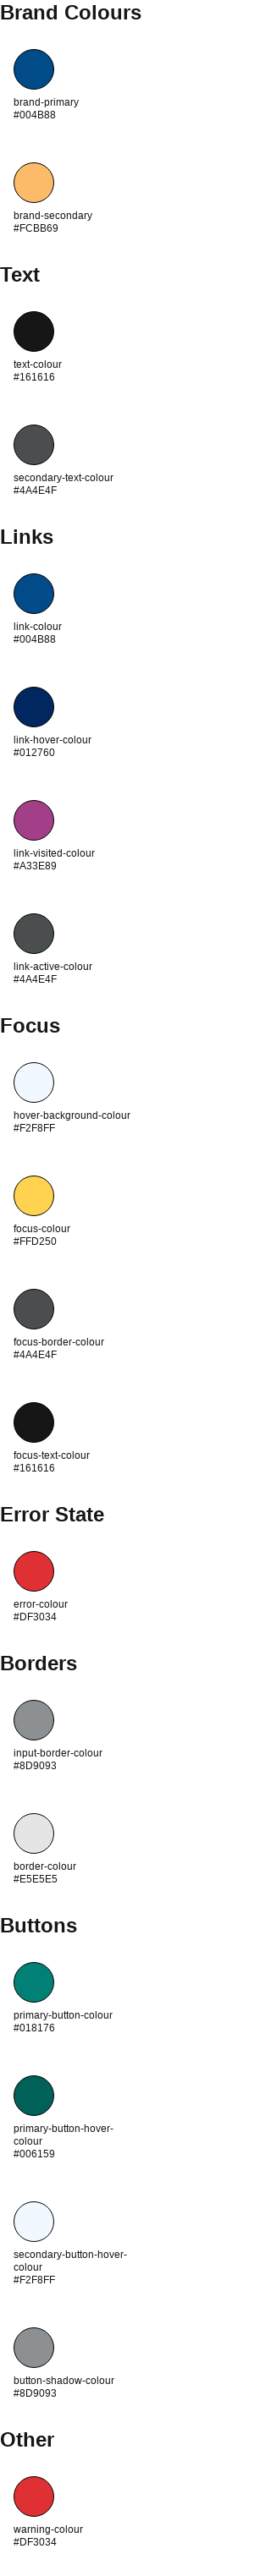 Brand Colours
brand-primary
#004B88
brand-secondary
#FCBB69
Text
text-colour
#161616
secondary-text-colour
#4A4E4F
Links
link-colour
#004B88
link-hover-colour
#012760
link-visited-colour
#A33E89
link-active-colour
#4A4E4F
Focus
hover-background-colour
#F2F8FF
focus-colour
#FFD250
focus-border-colour
#4A4E4F
focus-text-colour
#161616
Error State
error-colour
#DF3034
Borders
input-border-colour
#8D9093
border-colour
#E5E5E5
Buttons
primary-button-colour
#018176
primary-button-hover-
colour
#006159
secondary-button-hover-
colour
#F2F8FF
button-shadow-colour
#8D9093
Other
warning-colour
#DF3034